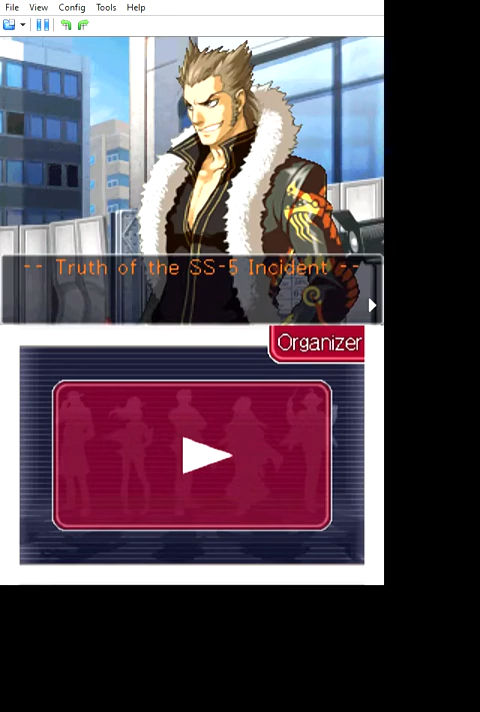 File View Config Tools Help
-- Truth of the SS-5 Incident --
Organizer